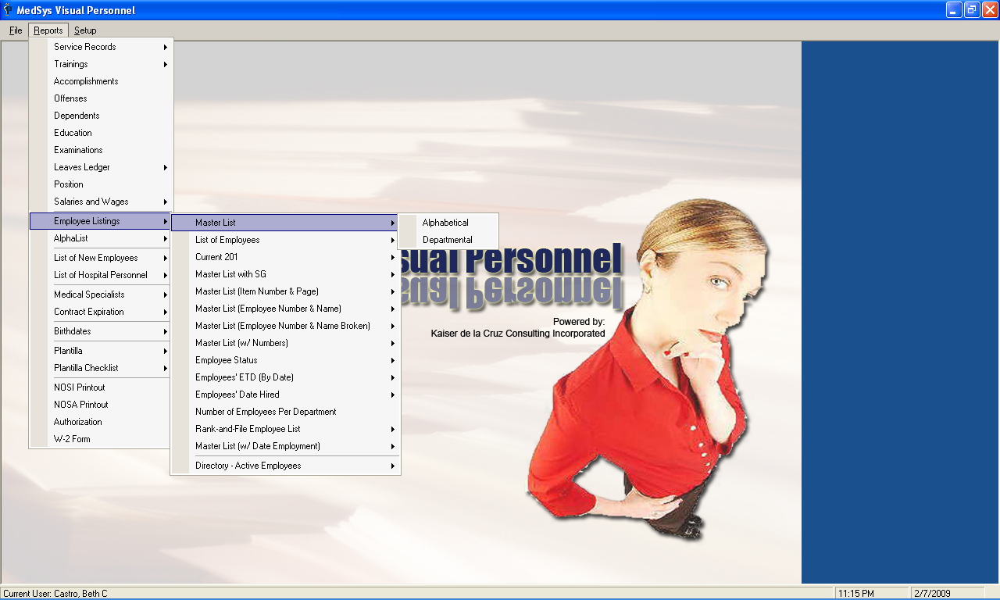 MedSys Visual Personnel
File Reports Setup
Service Records
Trainings
Accomplishments
Offenses
Dependents
Education
Examinations
Leaves Ledger
Position
Salaries and Wages
Employee Listings
AlphaList
List of New Employees
List of Hospital Personnel
Medical Specialists
Contract Expiration
Birthdates
Plantilla
Plantilla Checklist
NOSI Printout
NOSA Printout
Authorization
W-2 Form
Master List
List of Employees
Current 201
Master List with SG
Master List (Item Number & Page)
Master List (Employee Number & Name)
Master List (Employee Number & Name Broken)
Master List (w/ Numbers)
Employee Status
Employees' ETD (By Date)
Employees' Date Hired
Number of Employees Per Department
Rank-and-File Employee List
Master List (w/ Date Employment)
Directory - Active Employees
Alphabetical
Departmental
sual Personnel
Powered by:
Kaiser de la Cruz Consulting Incorporated
Current User: Castro, Beth C 11:15 PM 2/7/2009